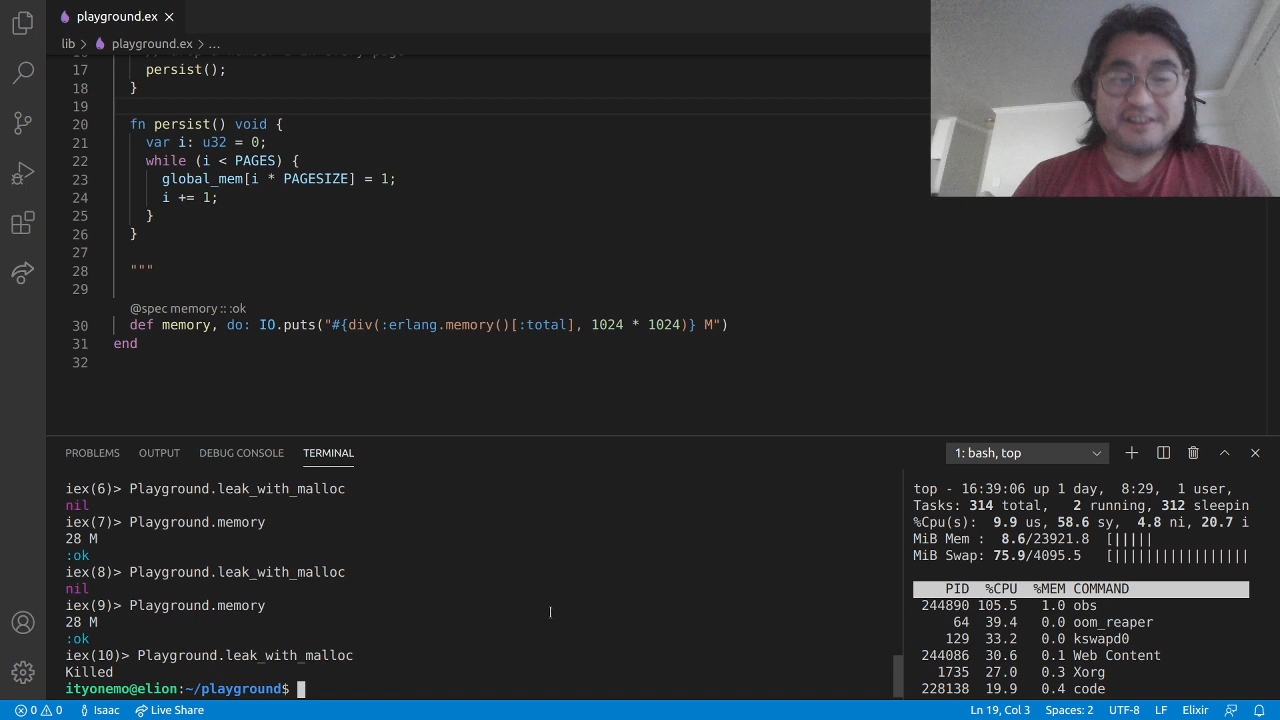 playground.ex
lib > playground.ex > ...
17 persist();
18 }
19
20 fn persist() void {
21 var i: u32 = 0;
22 while (i < PAGES) {
23 global_mem[i * PAGESIZE] = 1;
24 i += 1;
25 }
26 }
27
28 """
29
@spec memory :: :ok
30 def memory, do: IO.puts("#{div(:erlang.memory()[:total], 1024 * 1024)} M")
31 end
32
PROBLEMS OUTPUT DEBUG CONSOLE TERMINAL 1: bash, top
iex(6)> Playground.leak_with_malloc
nil
iex(7)> Playground.memory
28 M
:ok
iex(8)> Playground.leak_with_malloc
nil
iex(9)> Playground.memory
28 M
:ok
iex(10)> Playground.leak_with_malloc
Killed
ityonemo@elion:~/playground$
top - 16:39:06 up 1 day, 8:29, 1 user,
Tasks: 314 total, 2 running, 312 sleepin
%Cpu(s): 9.9 us, 58.6 sy, 4.8 ni, 20.7 i
MiB Mem : 8.6/23921.8 [|||||
MiB Swap: 75.9/4095.5 [||||||||||||||||||
PID %CPU %MEM COMMAND
244890 105.5 1.0 obs
64 39.4 0.0 oom_reaper
129 33.2 0.0 kswapd0
244086 30.6 0.1 Web Content
1735 27.0 0.3 Xorg
228138 19.9 0.4 code
0 0 Isaac Live Share Ln 19, Col 3 Spaces: 2 UTF-8 LF Elixir